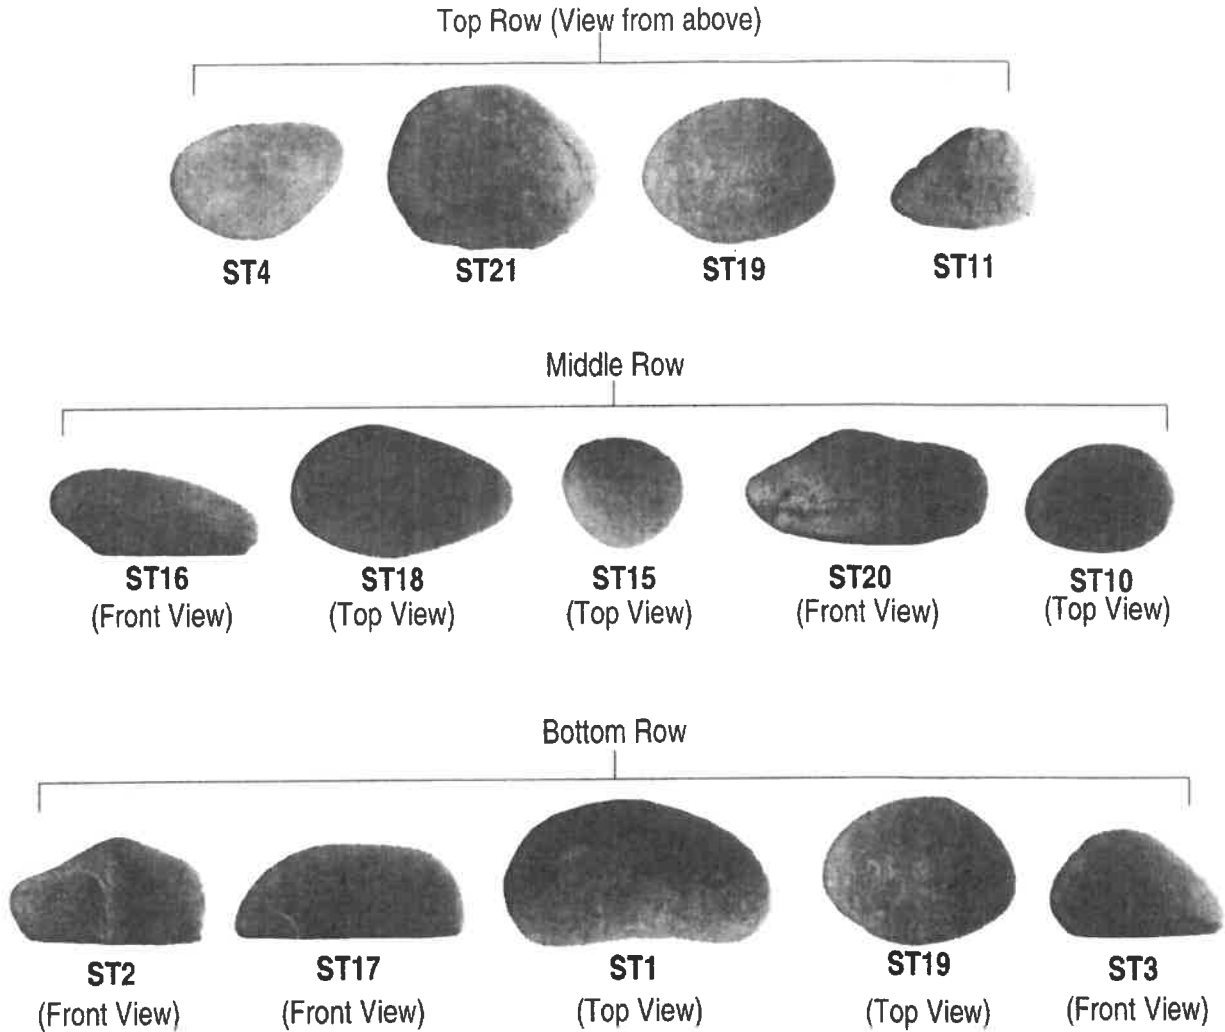 Top Row (View from above)
ST4 ST21 ST19 ST11
Middle Row
ST16 ST18 ST15 ST20 ST10
(Front View) (Top View) (Top View) (Front View) (Top View)
Bottom Row
ST2 ST17 ST1 ST19 ST3
(Front View) (Front View) (Top View) (Top View) (Front View)